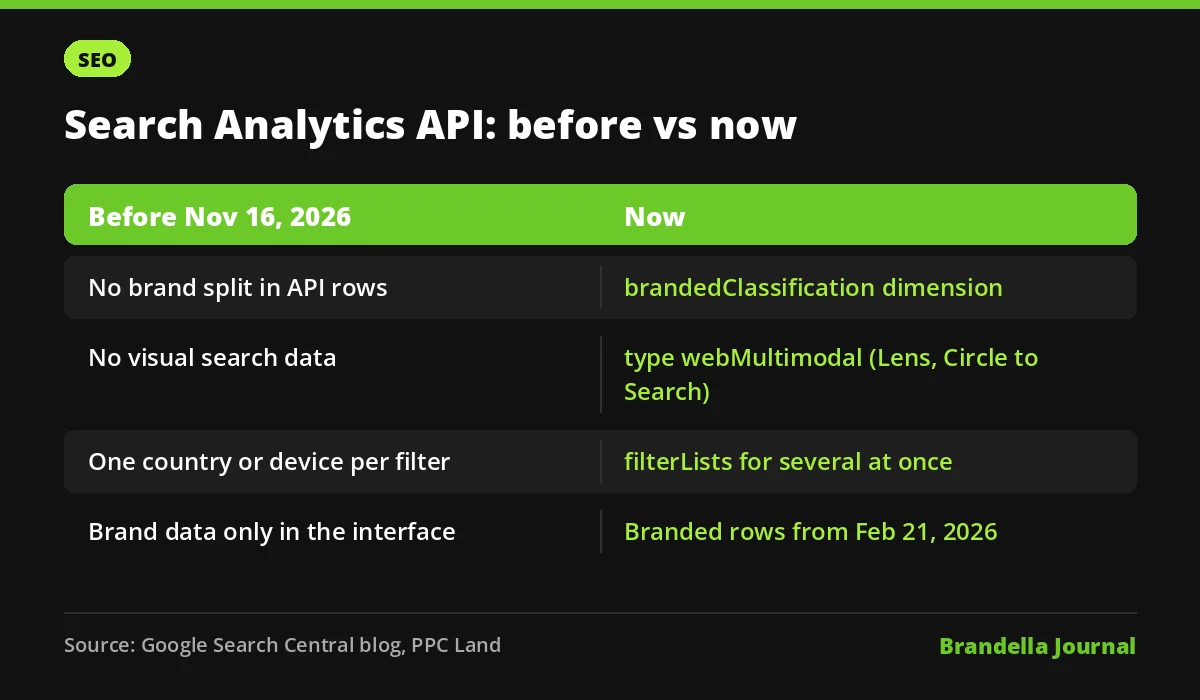 SEO
Search Analytics API: before vs now
Before Nov 16, 2026
Now
No brand split in API rows
brandedClassification dimension
No visual search data
type webMultimodal (Lens, Circle to
Search)
One country or device per filter
filterLists for several at once
Brand data only in the interface
Branded rows from Feb 21, 2026
Source: Google Search Central blog, PPC Land
Brandella Journal